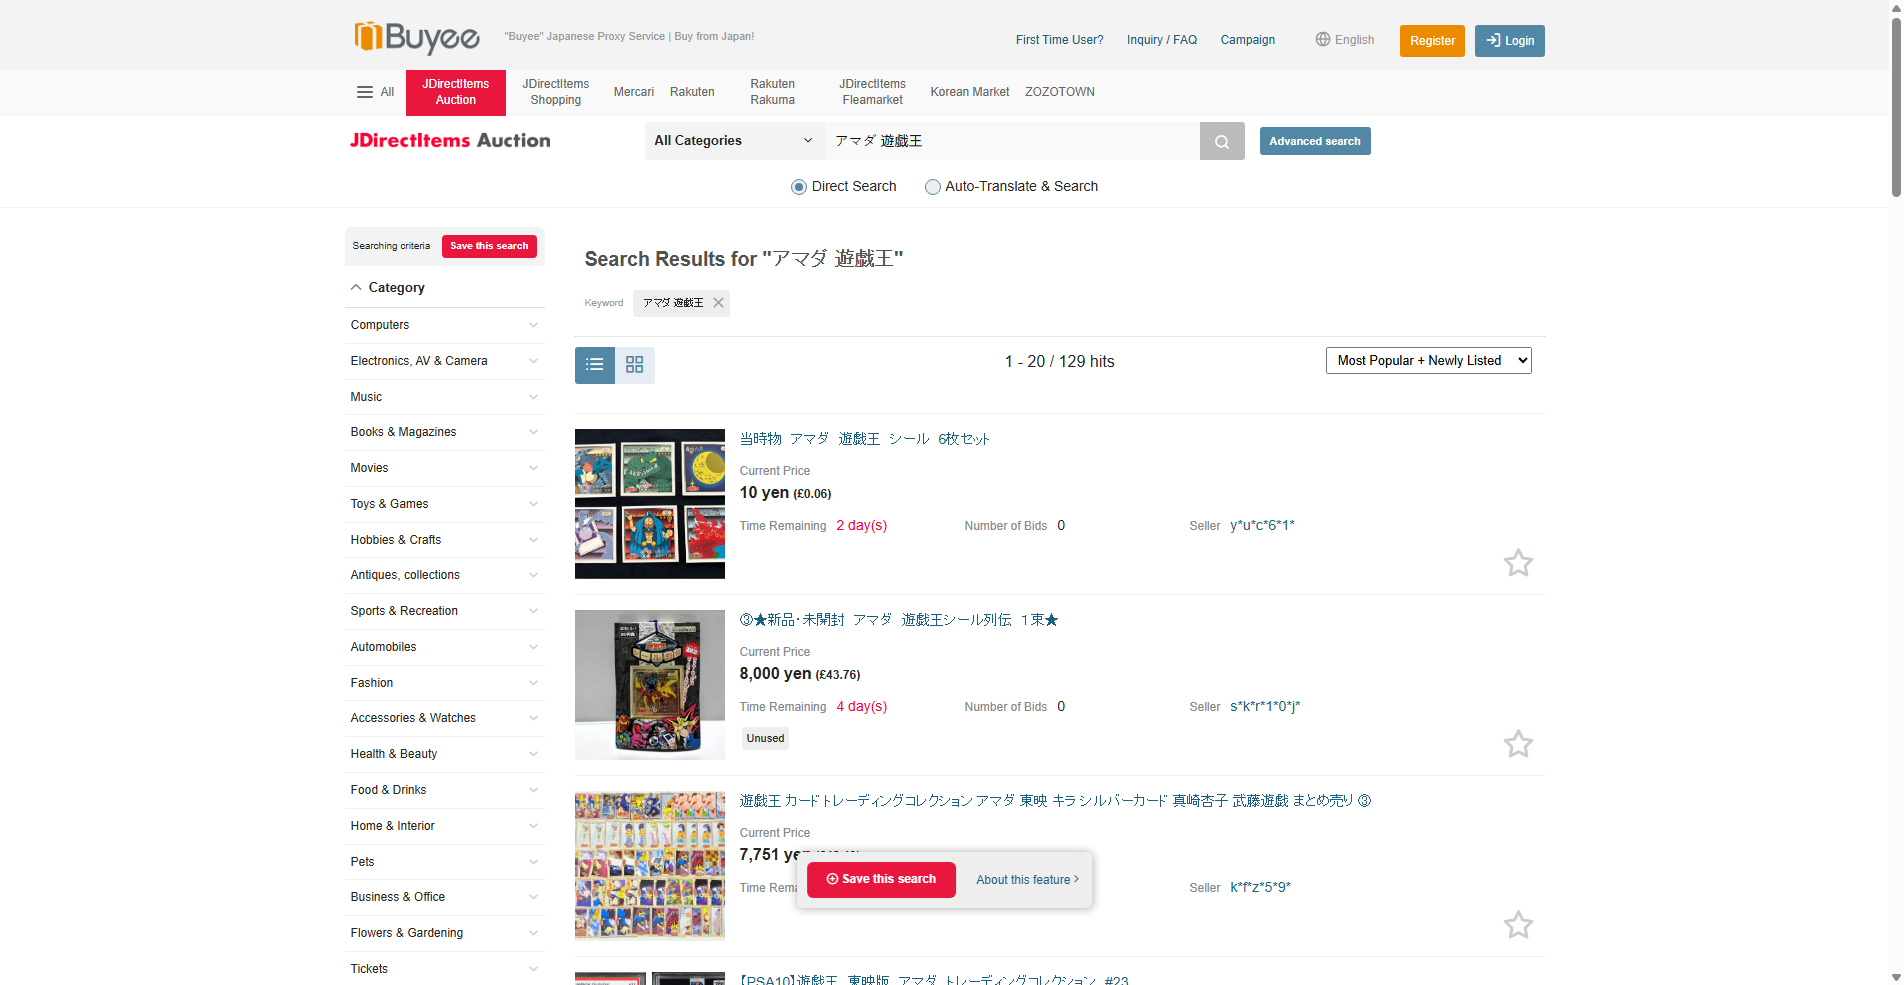 Buyee
"Buyee" Japanese Proxy Service | Buy from Japan!
First Time User?
Inquiry / FAQ
Campaign
English
Register
Login
All
JDirectItems Auction
JDirectItems Shopping
Mercari
Rakuten
Rakuten Rakuma
JDirectItems Fleamarket
Korean Market
ZOZOTOWN
JDirectItems Auction
All Categories
アマダ 遊戯王
Advanced search
Direct Search
Auto-Translate & Search
Searching criteria
Save this search
Category
Computers
Electronics, AV & Camera
Music
Books & Magazines
Movies
Toys & Games
Hobbies & Crafts
Antiques, collections
Sports & Recreation
Automobiles
Fashion
Accessories & Watches
Health & Beauty
Food & Drinks
Home & Interior
Pets
Business & Office
Flowers & Gardening
Tickets
Search Results for "アマダ 遊戯王"
Keyword
アマダ 遊戯王
1 - 20 / 129 hits
Most Popular + Newly Listed
当時物　アマダ　遊戯王　シール　6枚セット
Current Price
10 yen (£0.06)
Time Remaining 2 day(s)
Number of Bids 0
Seller y*u*c*6*1*
③★新品・未開封　アマダ　遊戯王シール列伝　１束★
Current Price
8,000 yen (£43.76)
Time Remaining 4 day(s)
Number of Bids 0
Seller s*k*r*1*0*j*
Unused
遊戯王 カードトレーディングコレクション アマダ 東映 キラ シルバーカード 真崎杏子 武藤遊戯 まとめ売り ③
Current Price
7,751 yen
Time Rema
Seller k*f*z*5*9*
Save this search
About this feature
【PSA10】遊戯王　東映版　アマダ　トレーディングコレクション　#23